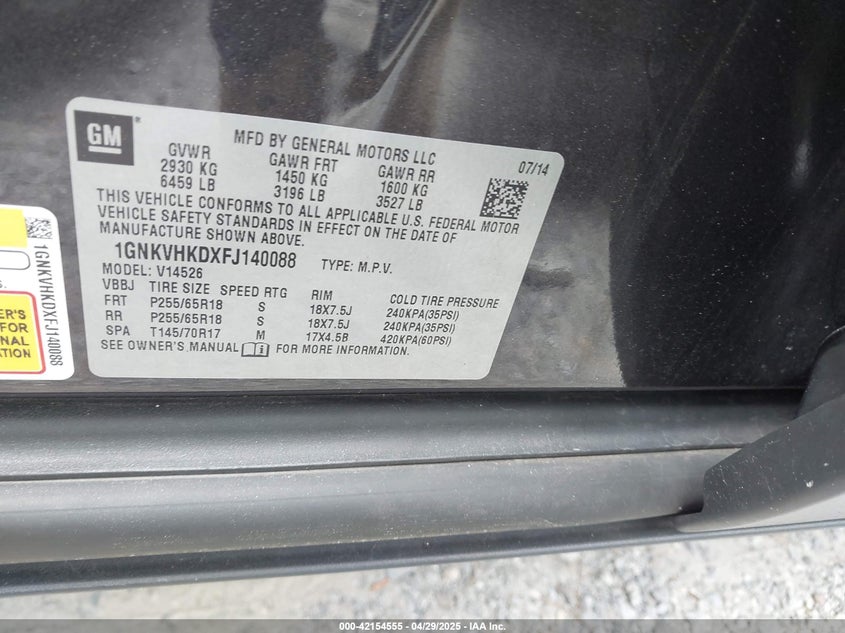 GM
MFD BY GENERAL MOTORS LLC
07/14
GVWR GAWR FRT GAWR RR
2930 KG 1450 KG 1600 KG
6459 LB 3196 LB 3527 LB
THIS VEHICLE CONFORMS TO ALL APPLICABLE U.S. FEDERAL MOTOR
VEHICLE SAFETY STANDARDS IN EFFECT ON THE DATE OF
MANUFACTURE SHOWN ABOVE.
1GNKVHKDXFJ140088 TYPE: M.P.V.
MODEL: V14526
VBBJ TIRE SIZE SPEED RTG RIM COLD TIRE PRESSURE
FRT P255/65R18 S 18X7.5J 240KPA(35PSI)
RR P255/65R18 S 18X7.5J 240KPA(35PSI)
SPA T145/70R17 M 17X4.5B 420KPA(60PSI)
SEE OWNER'S MANUAL FOR MORE INFORMATION.
1GNKVHKDXFJ140088
FOR
000-42154555 - 04/29/2025 - IAA Inc.